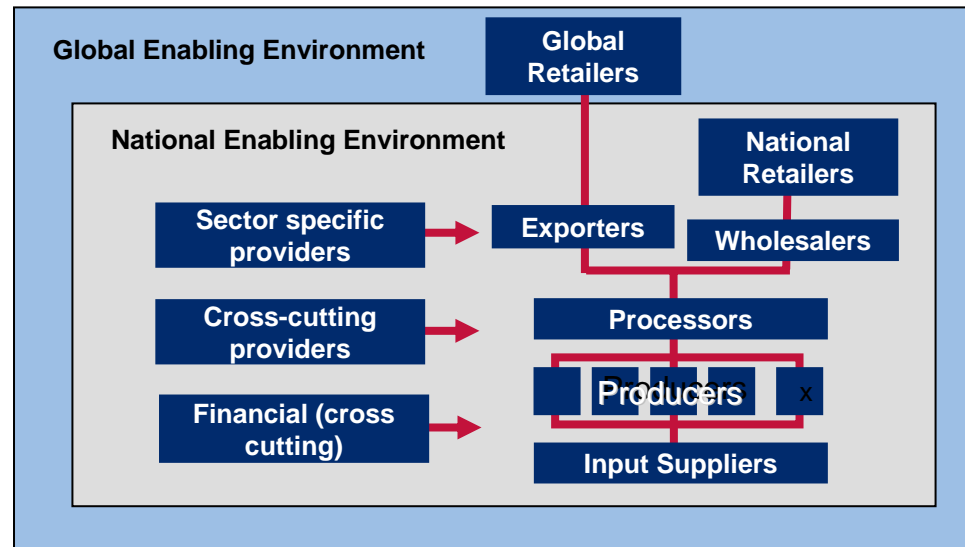 Global Enabling Environment
Global
Retailers
National Enabling Environment
National
Retailers
Sector specific
providers
Exporters
Wholesalers
Cross-cutting
providers
Processors
Producers
x
Financial (cross
cutting)
Input Suppliers